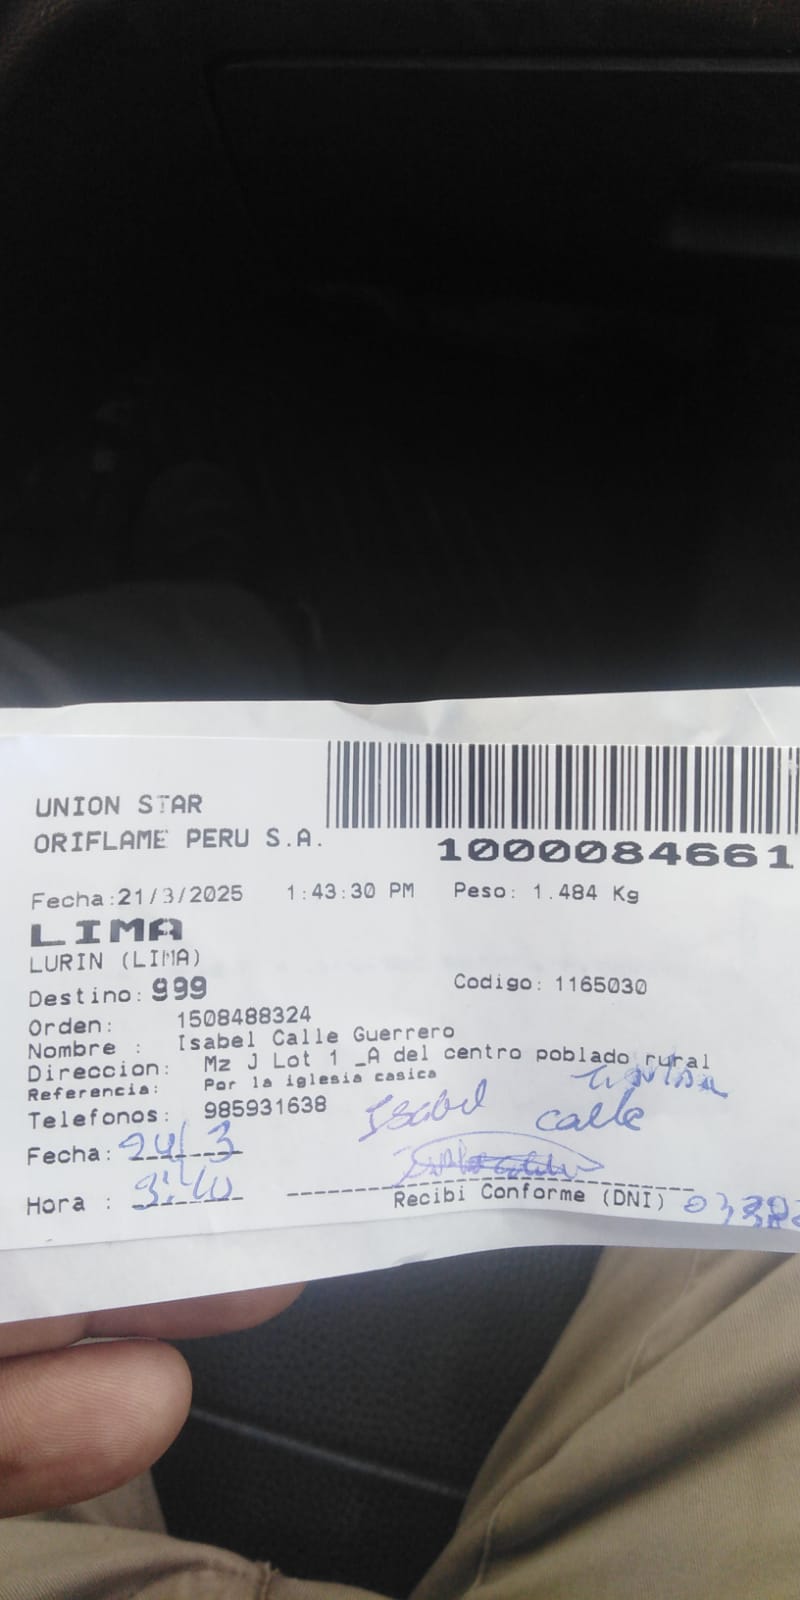 UNION STAR
ORIFLAME PERU S.A.
1000084661
Fecha:21/3/2025 1:43:30 PM Peso: 1.484 Kg
LIMA
LURIN (LIMA)
Destino: 999 Codigo: 1165030
Orden: 1508488324
Nombre : Isabel Calle Guerrero
Direccion: Mz J Lot 1 _A del centro poblado rural
Referencia: Por la iglesia casica
Telefonos: 985931638
Isabel calle
Fecha: 24/3
Hora : 3:40
Recibi Conforme (DNI)